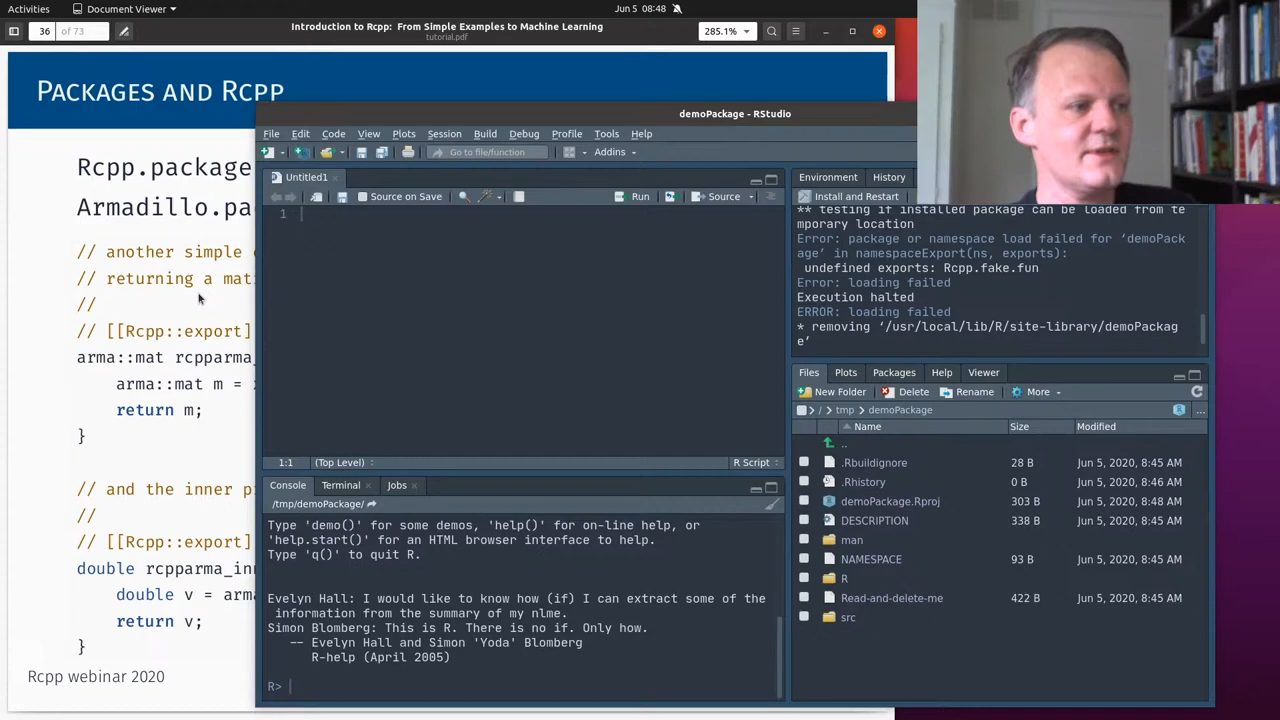 Activities
Document Viewer
Jun 5 08:48
36
of 73
Introduction to Rcpp: From Simple Examples to Machine Learning
tutorial.pdf
285.1%
PACKAGES AND RCPP
Rcpp.package
Armadillo.pa
// another simple
// returning a mat
//
// [[Rcpp::export]
arma::mat rcpparma_
arma::mat m =
return m;
}
// and the inner p
//
// [[Rcpp::export]
double rcpparma_in
double v = arma
return v;
}
Rcpp webinar 2020
demoPackage - RStudio
File Edit Code View Plots Session Build Debug Profile Tools Help
Go to file/function
Addins
Untitled1
Source on Save
Run
Source
1
1:1
(Top Level)
R Script
Console Terminal Jobs
/tmp/demoPackage/
Type 'demo()' for some demos, 'help()' for on-line help, or
'help.start()' for an HTML browser interface to help.
Type 'q()' to quit R.
Evelyn Hall: I would like to know how (if) I can extract some of the
information from the summary of my nlme.
Simon Blomberg: This is R. There is no if. Only how.
-- Evelyn Hall and Simon 'Yoda' Blomberg
R-help (April 2005)
R>
Environment History
Install and Restart
** testing if installed package can be loaded from te
mporary location
Error: package or namespace load failed for ‘demoPack
age’ in namespaceExport(ns, exports):
undefined exports: Rcpp.fake.fun
Error: loading failed
Execution halted
ERROR: loading failed
* removing ‘/usr/local/lib/R/site-library/demoPackag
e’
Files Plots Packages Help Viewer
New Folder Delete Rename More
/ tmp demoPackage
Name Size Modified
..
.Rbuildignore 28 B Jun 5, 2020, 8:45 AM
.Rhistory 0 B Jun 5, 2020, 8:46 AM
demoPackage.Rproj 303 B Jun 5, 2020, 8:48 AM
DESCRIPTION 338 B Jun 5, 2020, 8:45 AM
man
NAMESPACE 93 B Jun 5, 2020, 8:45 AM
R
Read-and-delete-me 422 B Jun 5, 2020, 8:45 AM
src